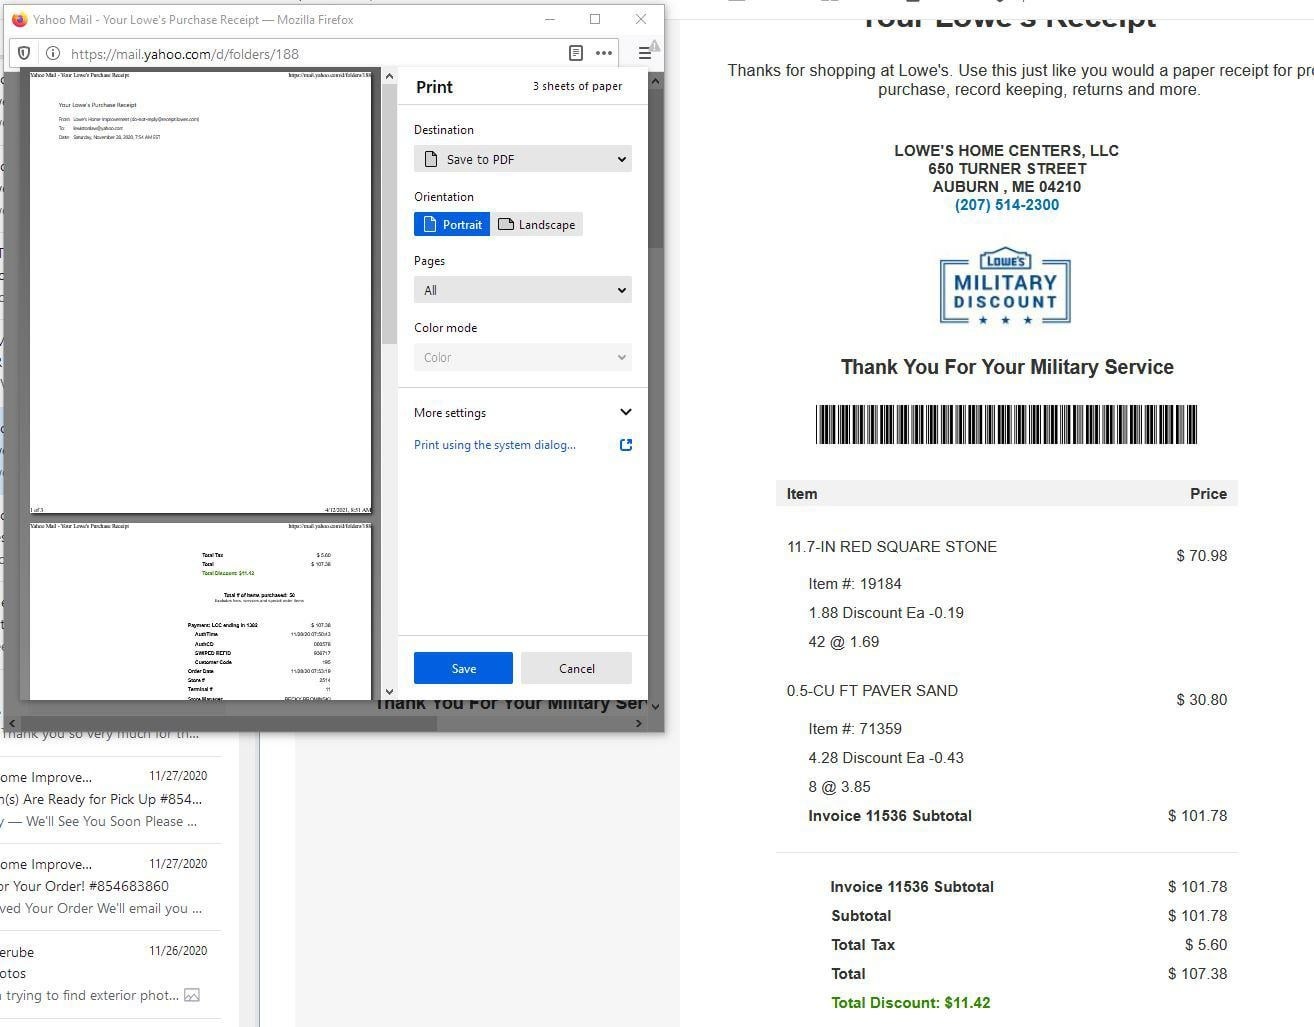 Yahoo Mail - Your Lowe's Purchase Receipt — Mozilla Firefox
https://mail.yahoo.com/d/folders/188
Yahoo Mail - Your Lowe's Purchase Receipt https://mail.yahoo.com/d/folders/188
Your Lowe's Purchase Receipt
From: Lowe's Home Improvement (do-not-reply@receipt.lowes.com)
To:
Date: Saturday, November 28, 2020, 7:54 AM EST
1 of 3 4/12/2021, 8:51 AM
Yahoo Mail - Your Lowe's Purchase Receipt https://mail.yahoo.com/d/folders/188
Total Tax $ 5.60
Total $ 107.38
Total Discount: $11.42
Total # of items purchased: 50
Excludes fees, services and special order items
Payment: LCC ending in 1382 $ 107.38
AuthTime 11/28/20 07:50:43
AuthCD 000578
SWIPED REFID 936717
Customer Code 195
Order Date 11/28/20 07:53:19
Store # 2514
Terminal # 11
Store Manager
Print 3 sheets of paper
Destination
Save to PDF
Orientation
Portrait Landscape
Pages
All
Color mode
Color
More settings
Print using the system dialog...
Save Cancel
Thank You For Your Military Ser
Thank you so very much for th...
ome Improve... 11/27/2020
n(s) Are Ready for Pick Up #854...
y — We'll See You Soon Please ...
ome Improve... 11/27/2020
or Your Order! #854683860
ved Your Order We'll email you ...
erube 11/26/2020
otos
trying to find exterior phot...
Your Lowe's Receipt
Thanks for shopping at Lowe's. Use this just like you would a paper receipt for pr
purchase, record keeping, returns and more.
LOWE'S HOME CENTERS, LLC
650 TURNER STREET
AUBURN , ME 04210
(207) 514-2300
LOWE'S
MILITARY
DISCOUNT
Thank You For Your Military Service
Item Price
11.7-IN RED SQUARE STONE $ 70.98
Item #: 19184
1.88 Discount Ea -0.19
42 @ 1.69
0.5-CU FT PAVER SAND $ 30.80
Item #: 71359
4.28 Discount Ea -0.43
8 @ 3.85
Invoice 11536 Subtotal $ 101.78
Invoice 11536 Subtotal $ 101.78
Subtotal $ 101.78
Total Tax $ 5.60
Total $ 107.38
Total Discount: $11.42